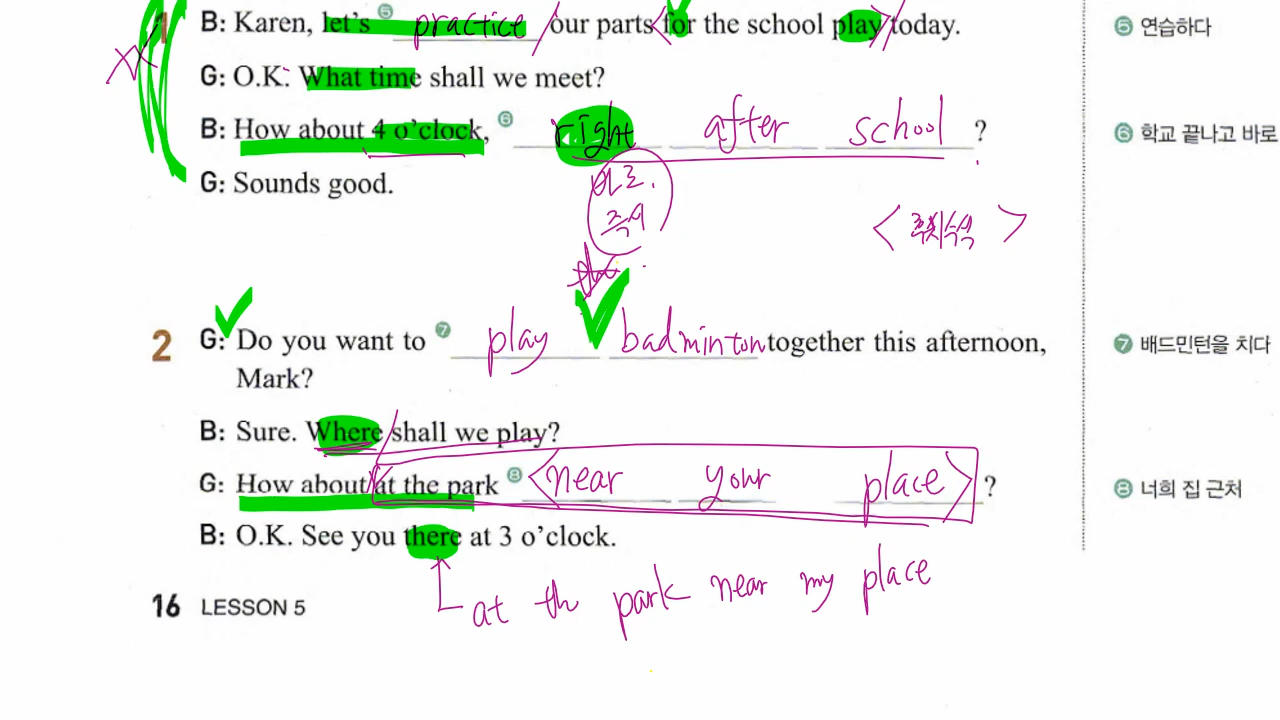 1 B: Karen, let's ⑤ practice our parts for the school play today.
⑤ 연습하다
G: O.K. What time shall we meet?
B: How about 4 o'clock, ⑥ right after school ?
⑥ 학교 끝나고 바로
G: Sounds good.
바로.
즉시
2 G: Do you want to ⑦ play badminton together this afternoon,
⑦ 배드민턴을 치다
Mark?
B: Sure. Where shall we play?
G: How about at the park ⑧ <near your place> ?
⑧ 너희 집 근처
B: O.K. See you there at 3 o'clock.
at th park near my place
16 LESSON 5